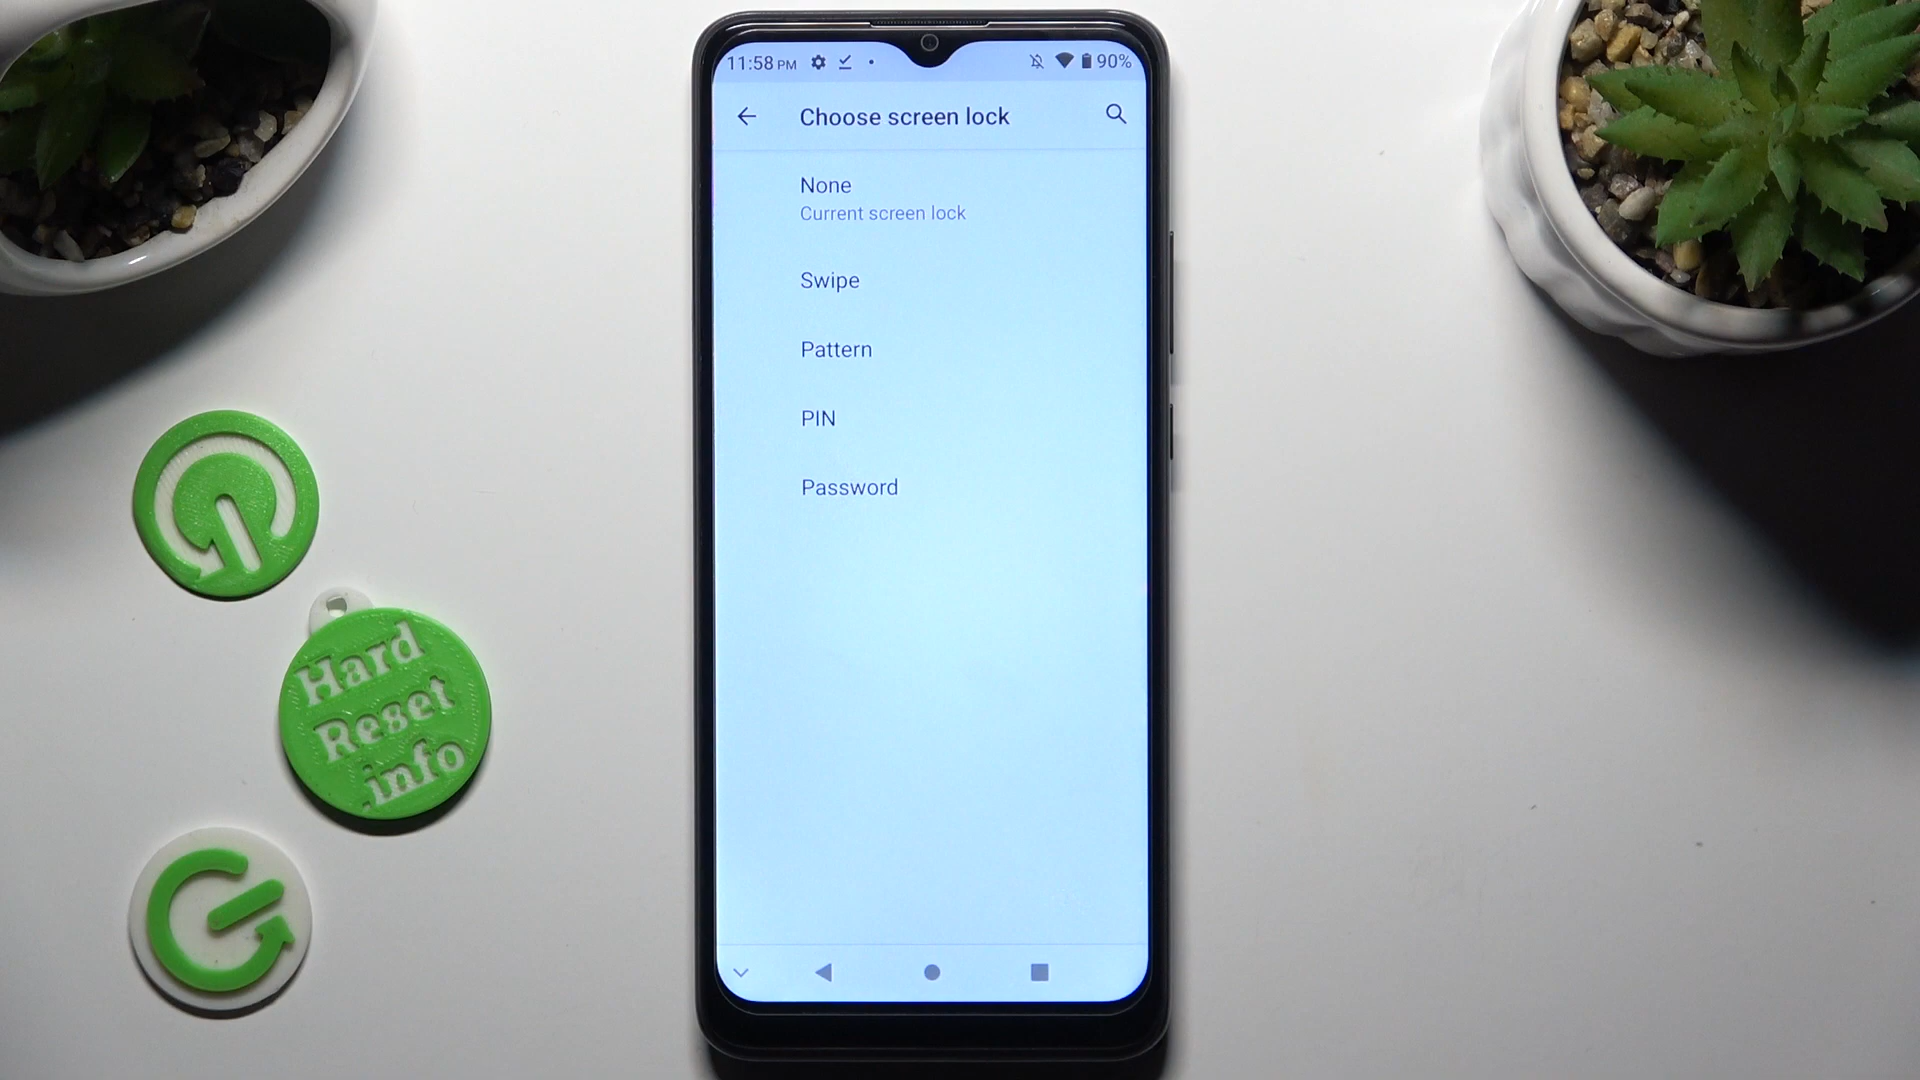 11:58 PM
90%
Choose screen lock
None
Current screen lock
Swipe
Pattern
PIN
Password
Hard
Reset
.info